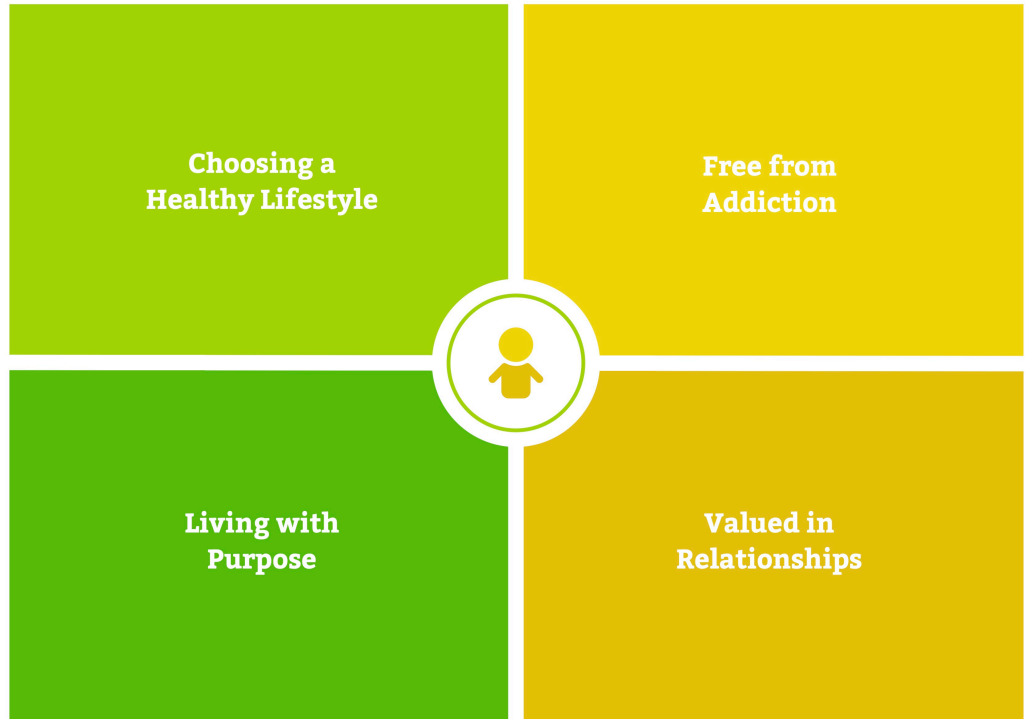 Choosing a
Healthy Lifestyle
Free from
Addiction
Living with
Purpose
Valued in
Relationships